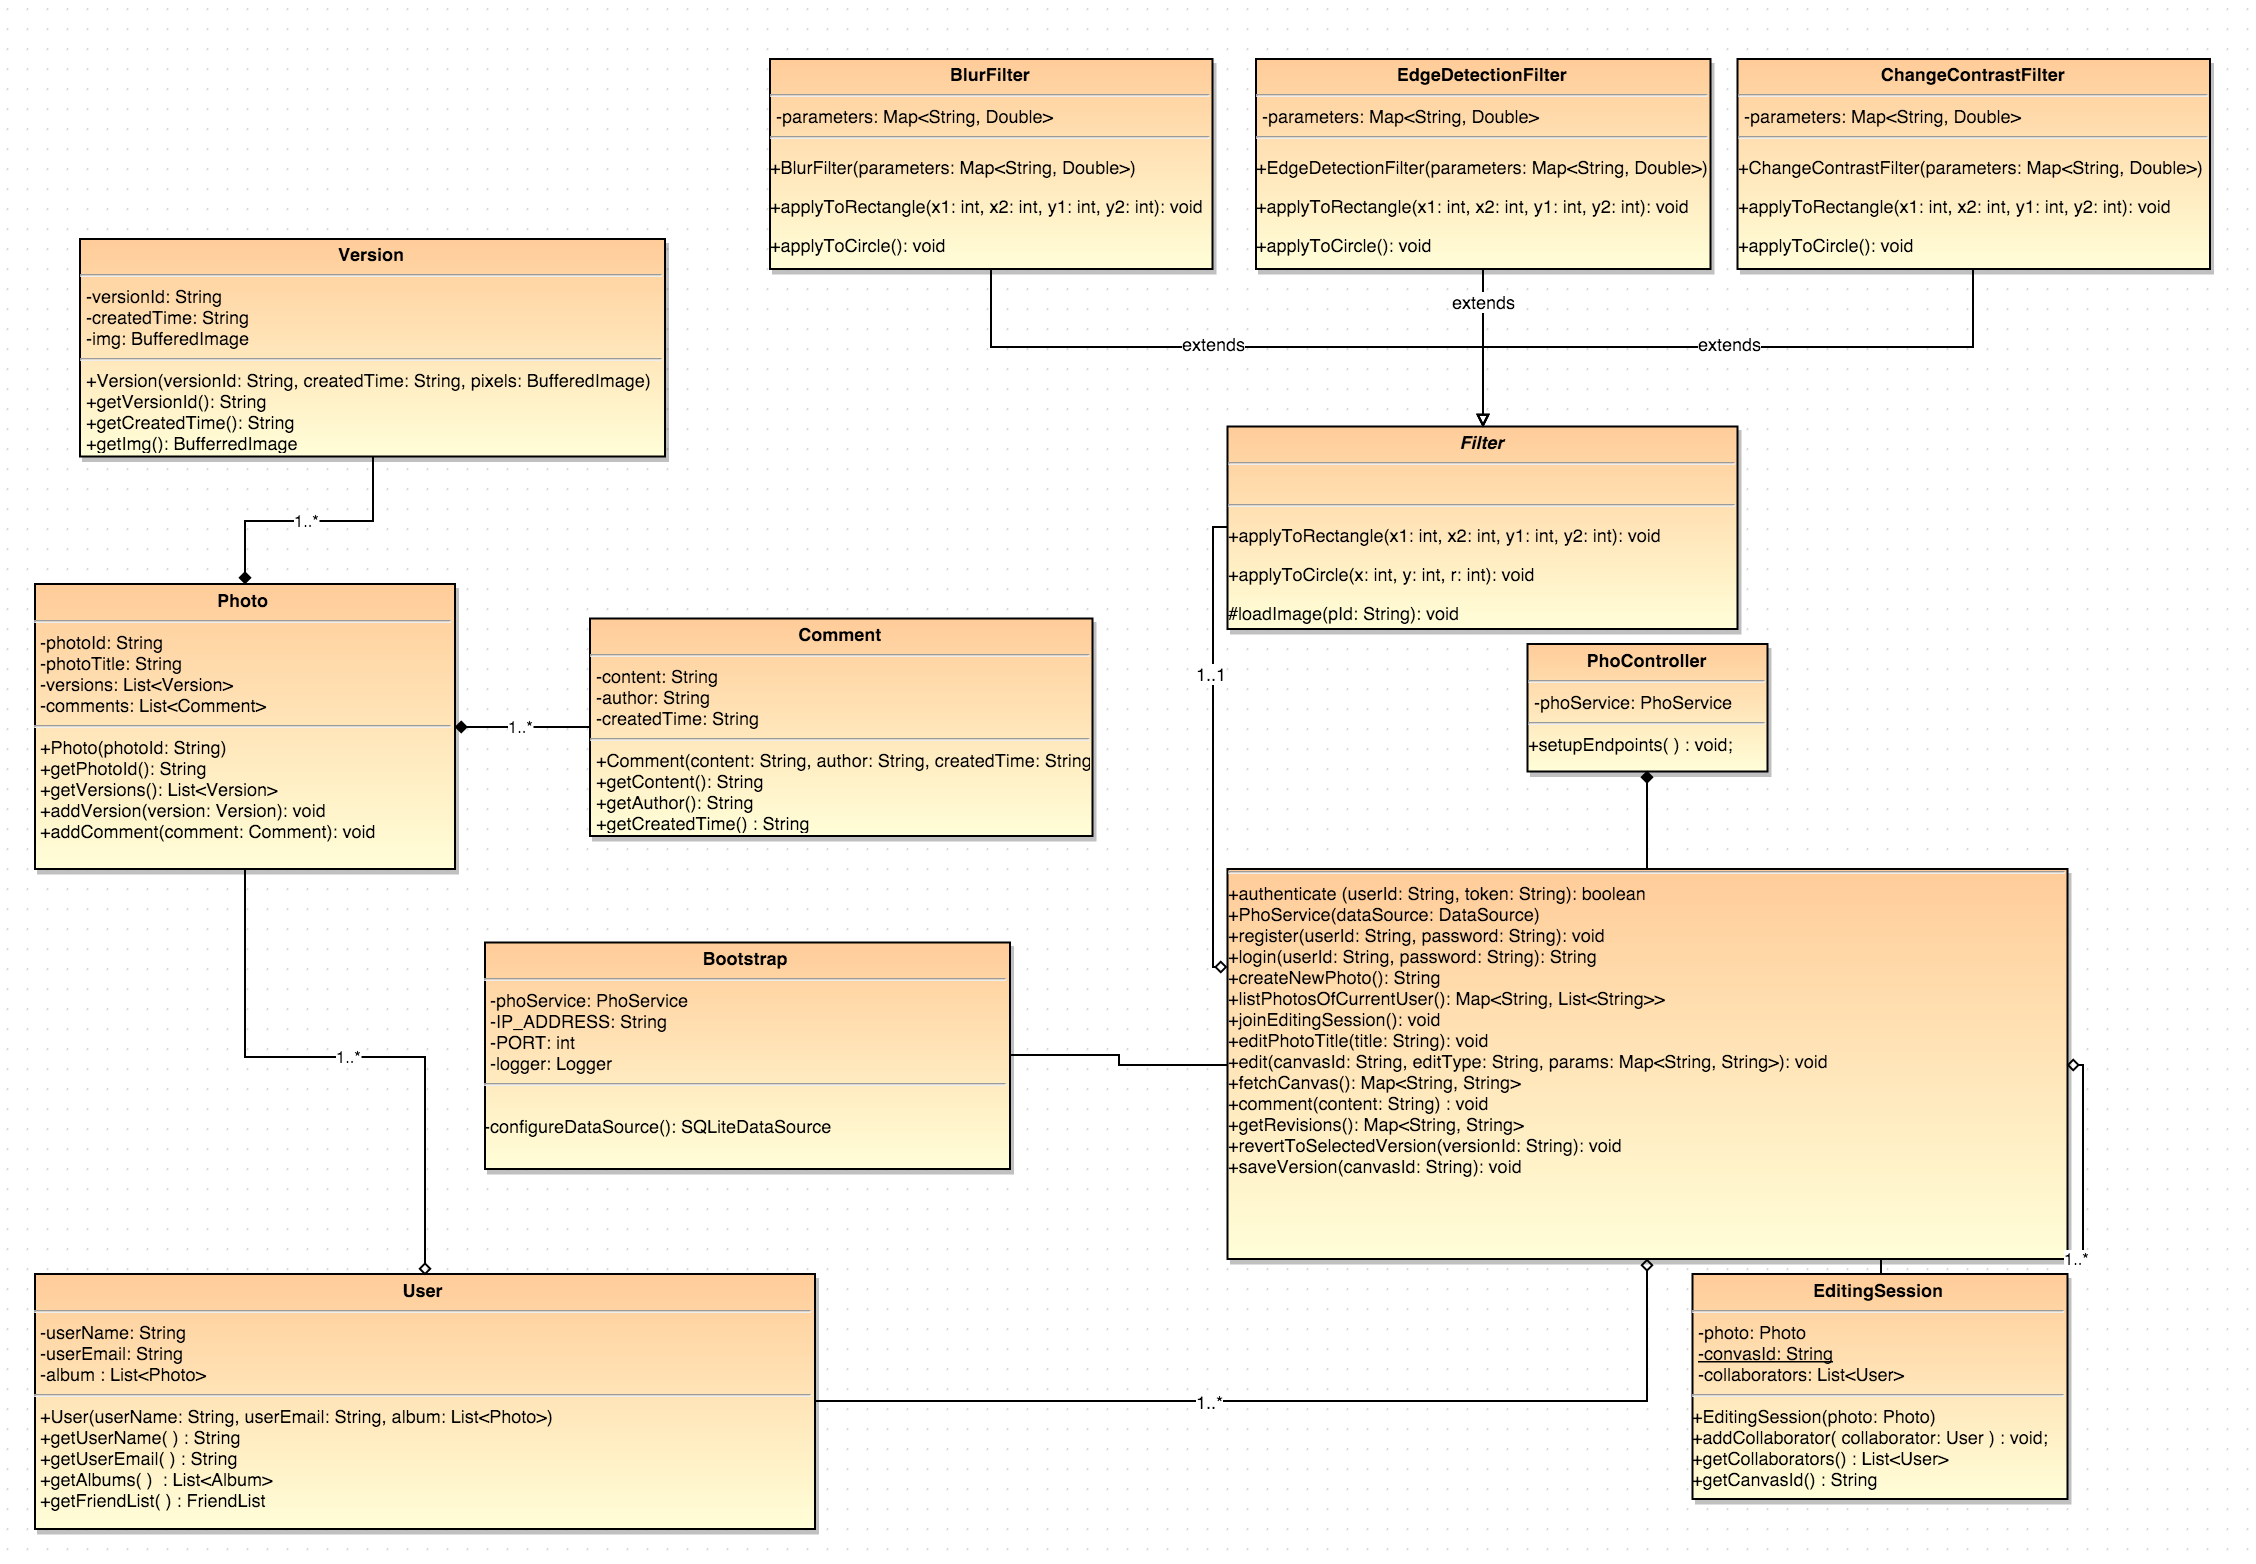 BlurFilter
-parameters: Map<String, Double>
+BlurFilter(parameters: Map<String, Double>)
+applyToRectangle(x1: int, x2: int, y1: int, y2: int): void
+applyToCircle(): void
EdgeDetectionFilter
-parameters: Map<String, Double>
+EdgeDetectionFilter(parameters: Map<String, Double>)
+applyToRectangle(x1: int, x2: int, y1: int, y2: int): void
+applyToCircle(): void
ChangeContrastFilter
-parameters: Map<String, Double>
+ChangeContrastFilter(parameters: Map<String, Double>)
+applyToRectangle(x1: int, x2: int, y1: int, y2: int): void
+applyToCircle(): void
extends
extends
extends
Version
-versionId: String
-createdTime: String
-img: BufferedImage
+Version(versionId: String, createdTime: String, pixels: BufferedImage)
+getVersionId(): String
+getCreatedTime(): String
+getImg(): BufferredImage
1..*
Filter
+applyToRectangle(x1: int, x2: int, y1: int, y2: int): void
+applyToCircle(x: int, y: int, r: int): void
#loadImage(pId: String): void
1..1
Photo
-photoId: String
-photoTitle: String
-versions: List<Version>
-comments: List<Comment>
+Photo(photoId: String)
+getPhotoId(): String
+getVersions(): List<Version>
+addVersion(version: Version): void
+addComment(comment: Comment): void
1..*
Comment
-content: String
-author: String
-createdTime: String
+Comment(content: String, author: String, createdTime: String
+getContent(): String
+getAuthor(): String
+getCreatedTime() : String
PhoController
-phoService: PhoService
+setupEndpoints( ) : void;
+authenticate (userId: String, token: String): boolean
+PhoService(dataSource: DataSource)
+register(userId: String, password: String): void
+login(userId: String, password: String): String
+createNewPhoto(): String
+listPhotosOfCurrentUser(): Map<String, List<String>>
+joinEditingSession(): void
+editPhotoTitle(title: String): void
+edit(canvasId: String, editType: String, params: Map<String, String>): void
+fetchCanvas(): Map<String, String>
+comment(content: String) : void
+getRevisions(): Map<String, String>
+revertToSelectedVersion(versionId: String): void
+saveVersion(canvasId: String): void
Bootstrap
-phoService: PhoService
-IP_ADDRESS: String
-PORT: int
-logger: Logger
-configureDataSource(): SQLiteDataSource
1..*
1..*
User
-userName: String
-userEmail: String
-album : List<Photo>
+User(userName: String, userEmail: String, album: List<Photo>)
+getUserName( ) : String
+getUserEmail( ) : String
+getAlbums( )  : List<Album>
+getFriendList( ) : FriendList
1..*
EditingSession
-photo: Photo
-convasId: String
-collaborators: List<User>
+EditingSession(photo: Photo)
+addCollaborator( collaborator: User ) : void;
+getCollaborators() : List<User>
+getCanvasId() : String